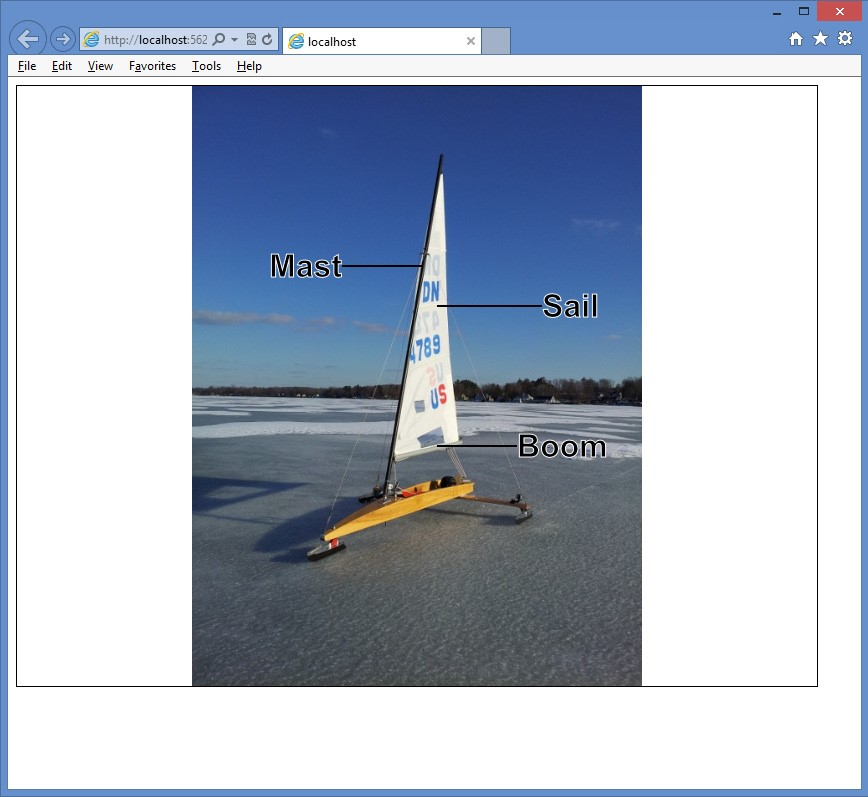 http://localhost:562
localhost
File Edit View Favorites Tools Help
Mast
DN
Sail
4789
US
Boom